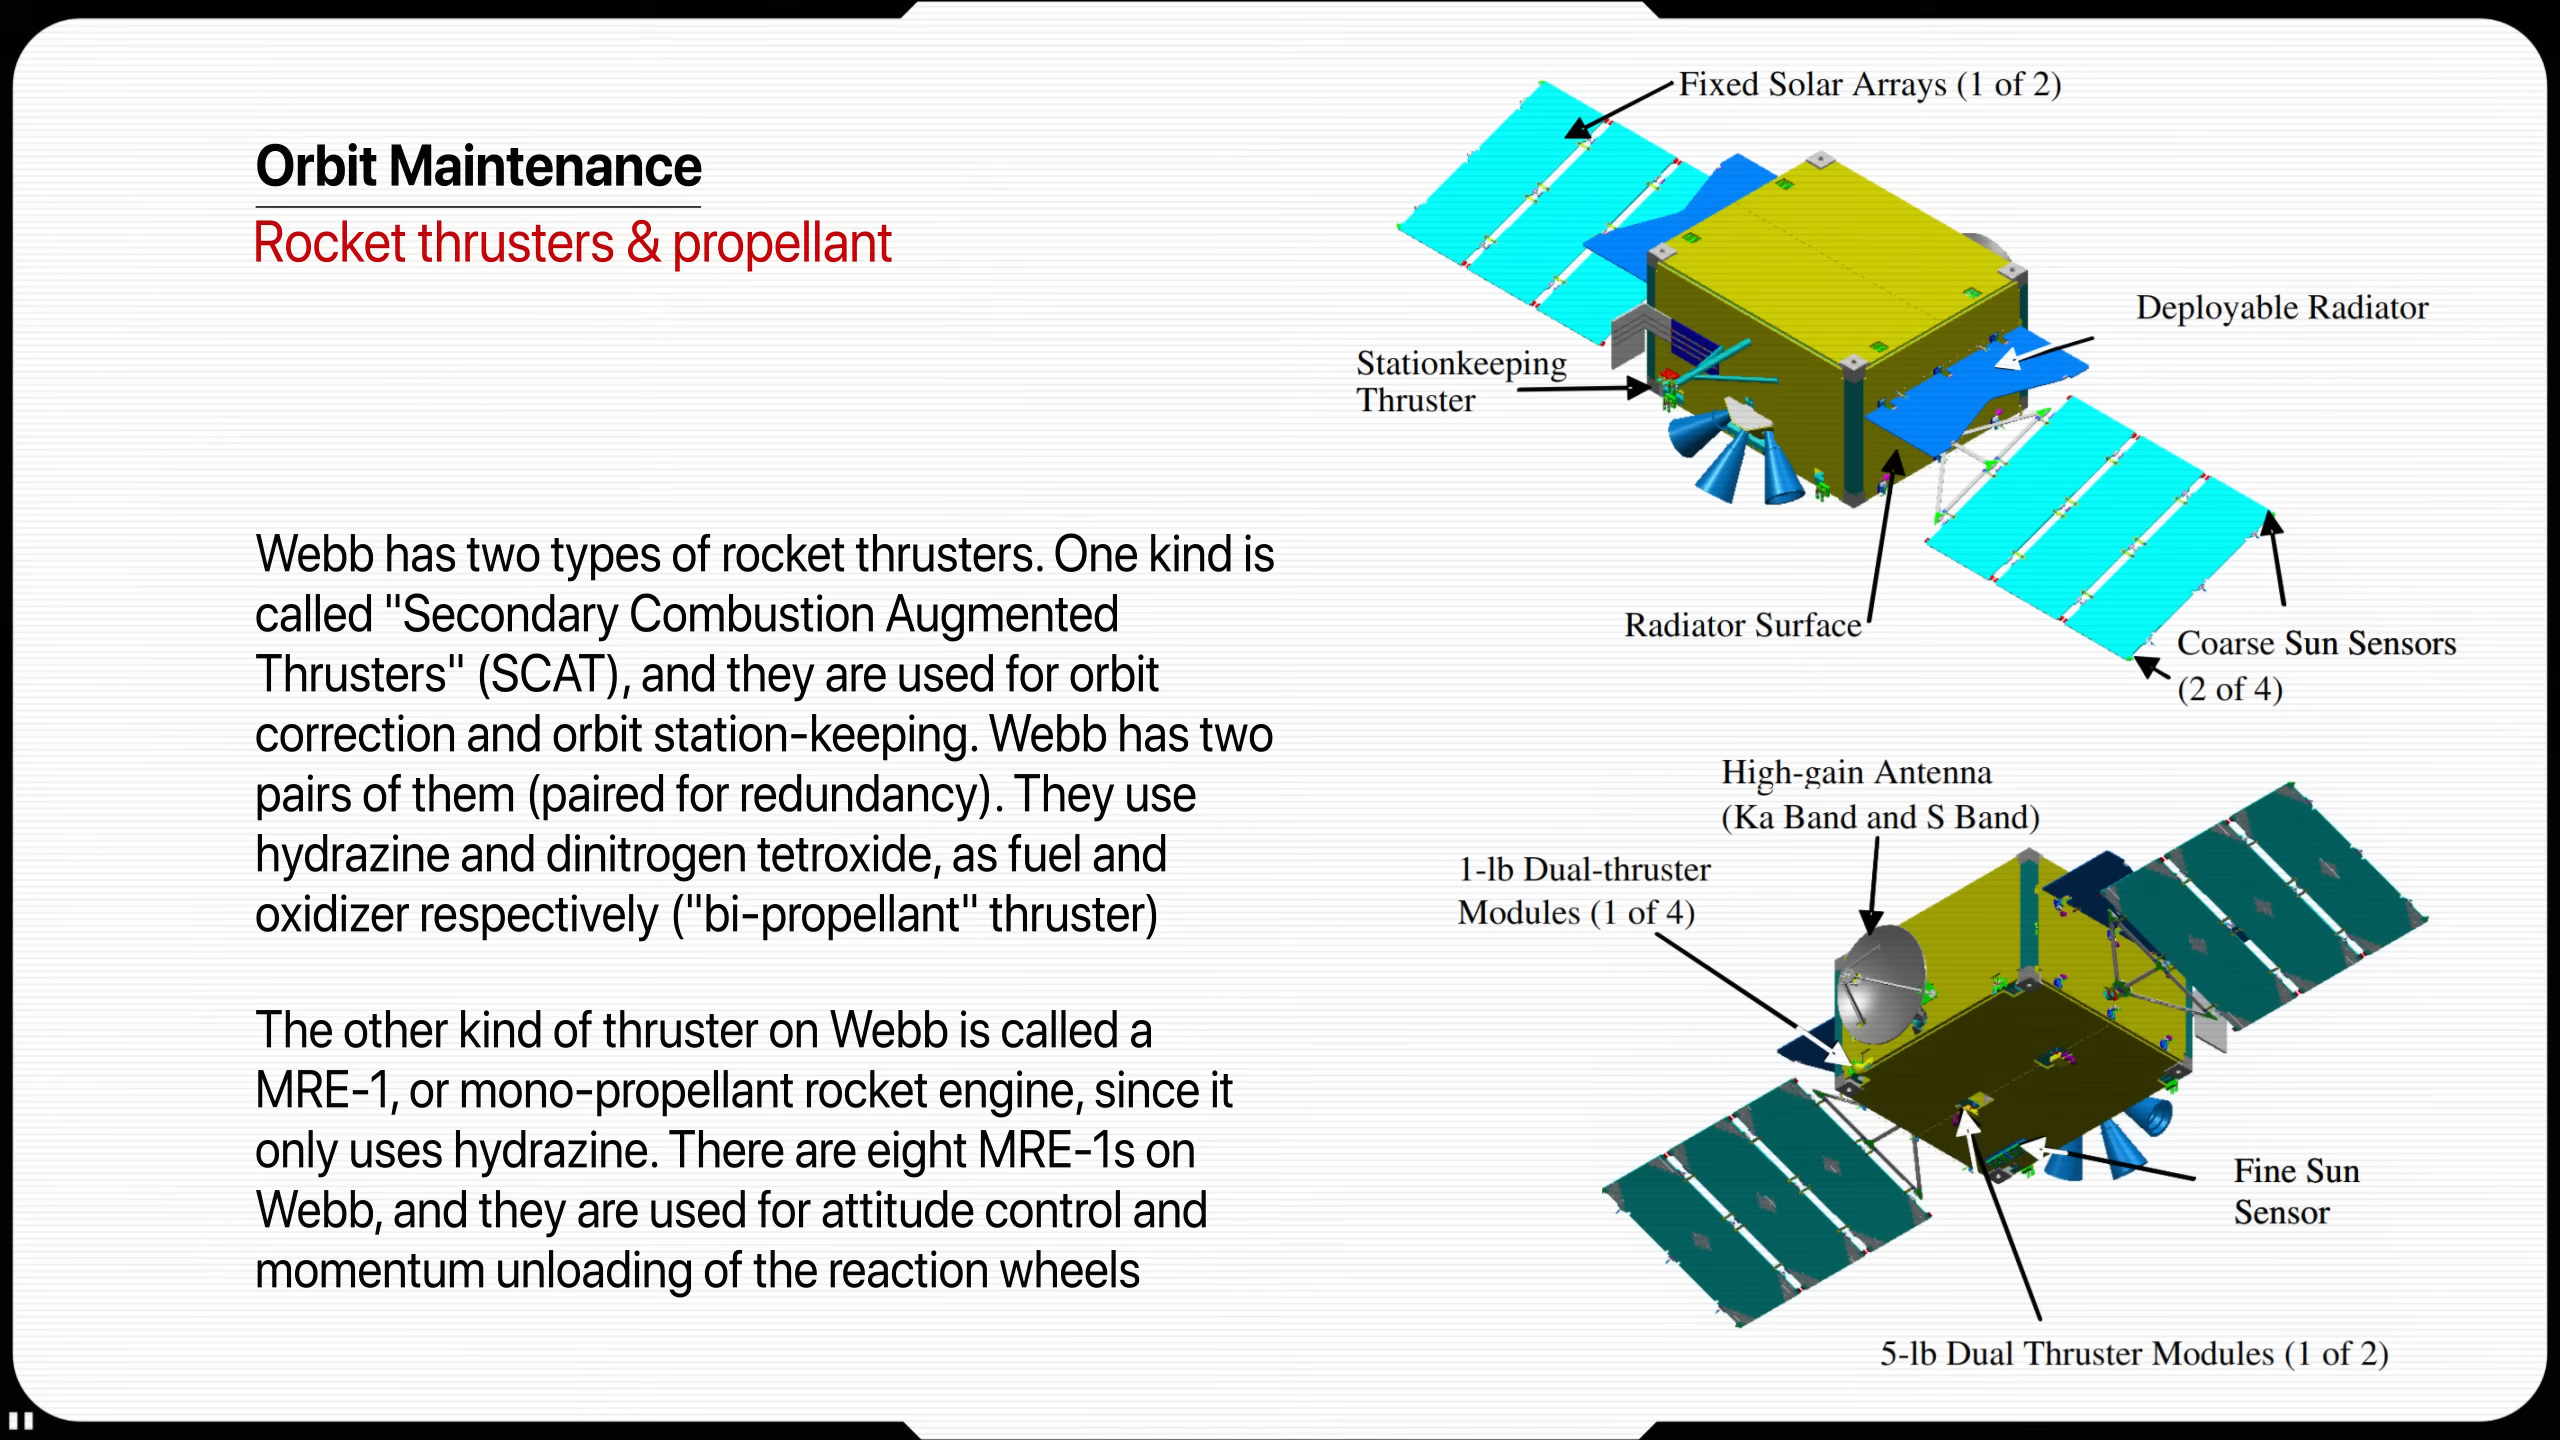 Orbit Maintenance
Rocket thrusters & propellant
Webb has two types of rocket thrusters. One kind is
called "Secondary Combustion Augmented
Thrusters" (SCAT), and they are used for orbit
correction and orbit station-keeping. Webb has two
pairs of them (paired for redundancy). They use
hydrazine and dinitrogen tetroxide, as fuel and
oxidizer respectively ("bi-propellant" thruster)
The other kind of thruster on Webb is called a
MRE-1, or mono-propellant rocket engine, since it
only uses hydrazine. There are eight MRE-1s on
Webb, and they are used for attitude control and
momentum unloading of the reaction wheels
Fixed Solar Arrays (1 of 2)
Deployable Radiator
Stationkeeping
Thruster
Radiator Surface
Coarse Sun Sensors
(2 of 4)
High-gain Antenna
(Ka Band and S Band)
1-lb Dual-thruster
Modules (1 of 4)
Fine Sun
Sensor
5-lb Dual Thruster Modules (1 of 2)